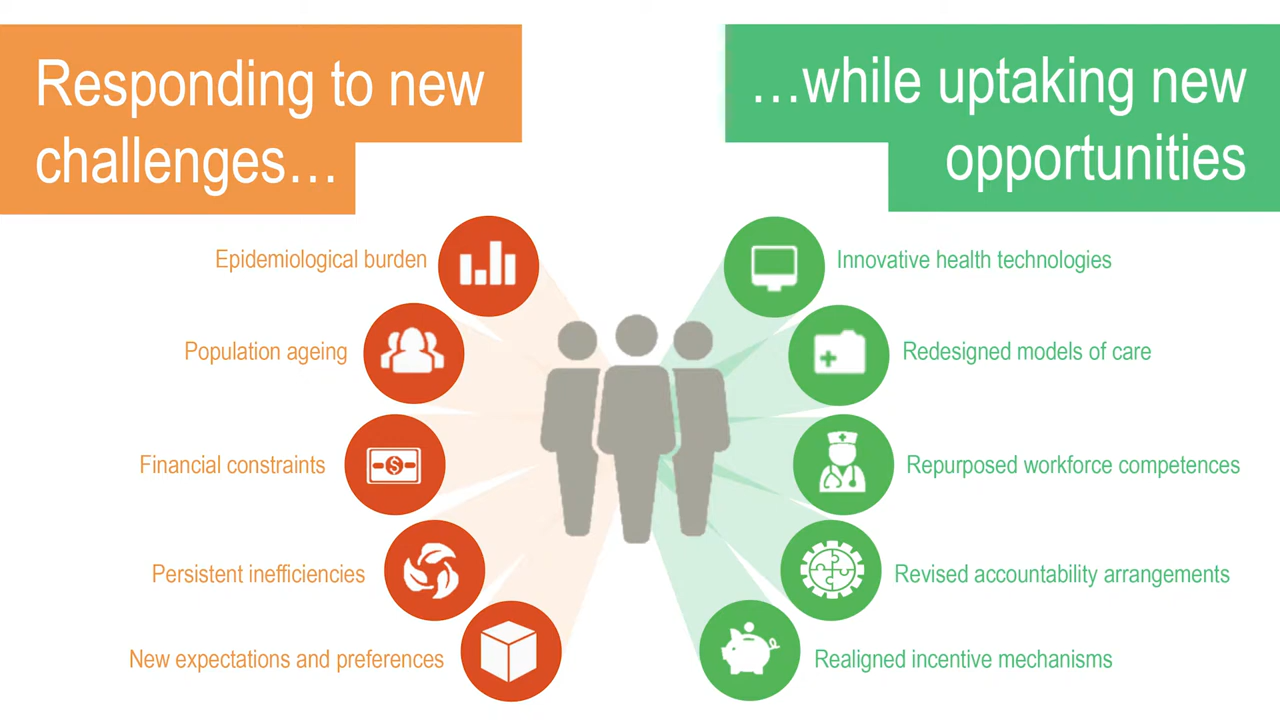 Responding to new
challenges…
…while uptaking new
opportunities
Epidemiological burden
Population ageing
Financial constraints
Persistent inefficiencies
New expectations and preferences
Innovative health technologies
Redesigned models of care
Repurposed workforce competences
Revised accountability arrangements
Realigned incentive mechanisms